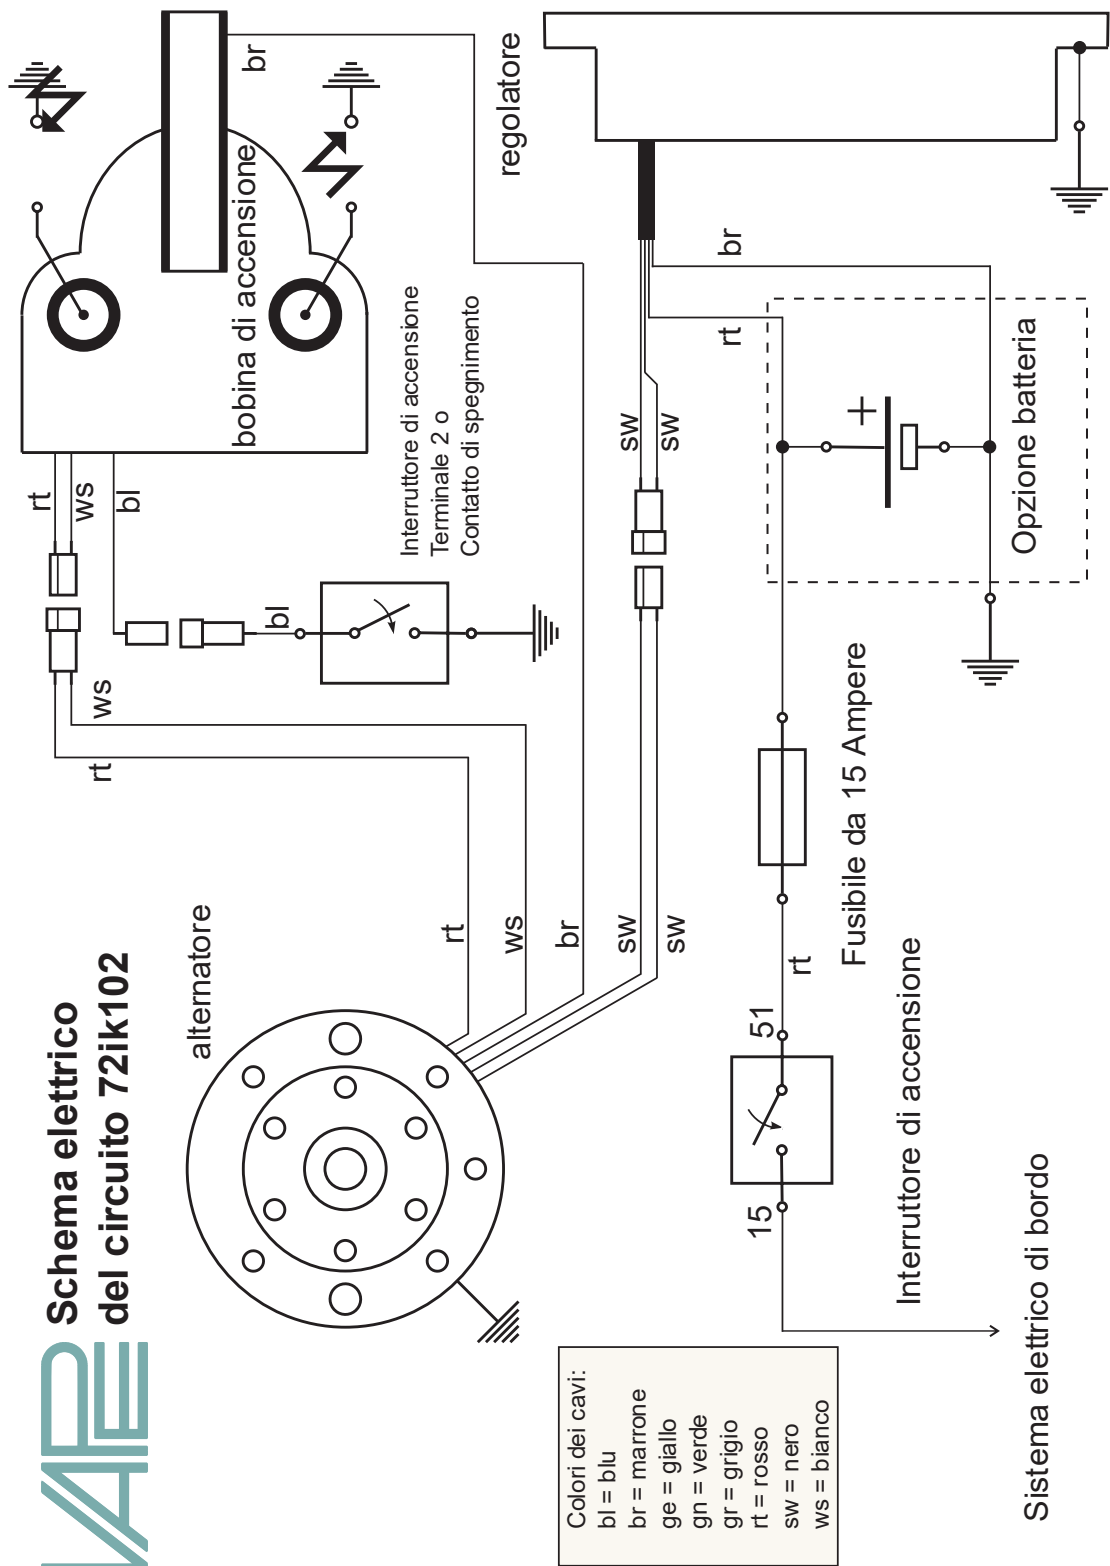 VAPE
Schema elettrico
del circuito 72ik102
alternatore
rt
ws
br
sw
sw
rt
ws
rt
ws
bl
bl
bobina di accensione
br
Interruttore di accensione
Terminale 2 o
Contatto di spegnimento
regolatore
sw
sw
rt
br
+
Opzione batteria
Fusibile da 15 Ampere
rt
51
15
Interruttore di accensione
Sistema elettrico di bordo
Colori dei cavi:
bl = blu
br = marrone
ge = giallo
gn = verde
gr = grigio
rt = rosso
sw = nero
ws = bianco